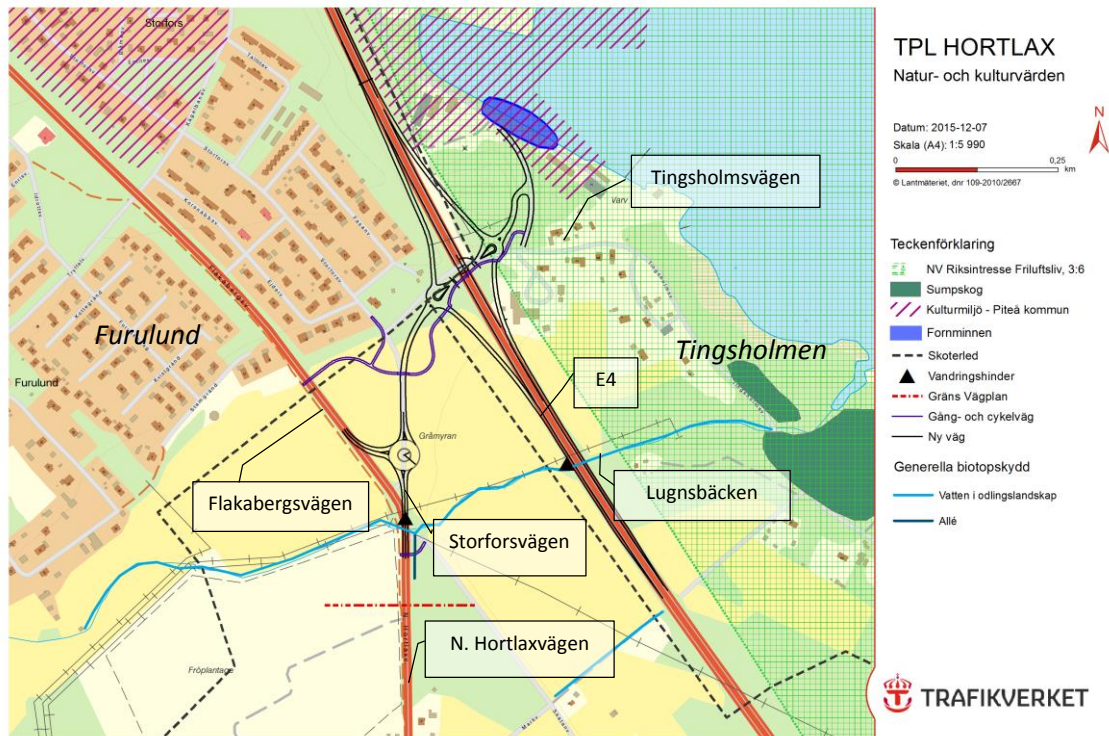 Storfors
Furulund
Furulund
Tingsholmsvägen
Varv
Tingsholmen
E4
Gråmyran
Flakabergsvägen
Lugnsbäcken
Storforsvägen
N. Hortlaxvägen
Fröplantage
TPL HORTLAX
Natur- och kulturvärden
Datum: 2015-12-07
Skala (A4): 1:5 990
N
0 0,25
km
© Lantmäteriet, dnr 109-2010/2667
Teckenförklaring
NV Riksintresse Friluftsliv, 3:6
Sumpskog
Kulturmiljö - Piteå kommun
Fornminnen
Skoterled
Vandringshinder
Gräns Vägplan
Gång- och cykelväg
Ny väg
Generella biotopskydd
Vatten i odlingslandskap
Allé
TRAFIKVERKET